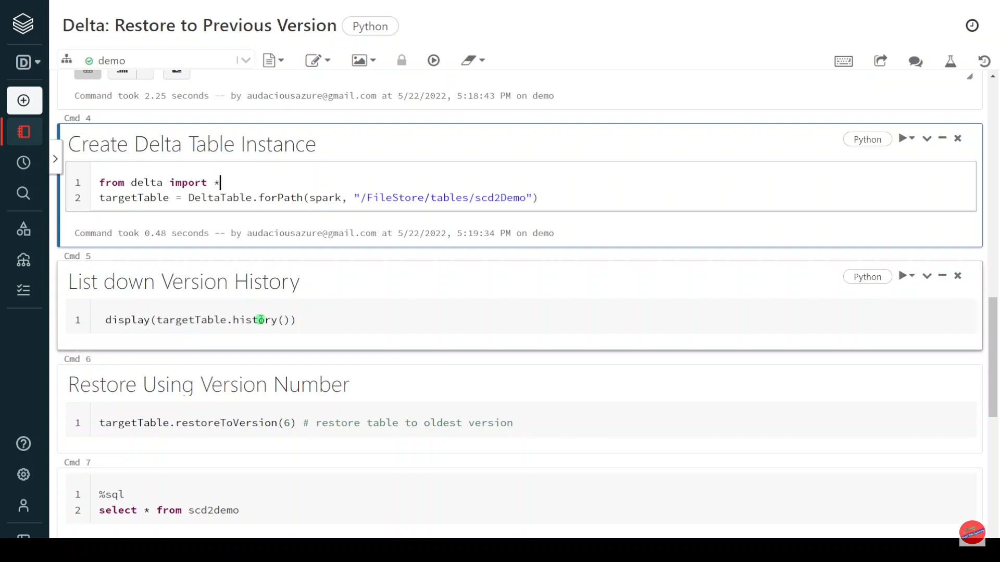 Delta: Restore to Previous Version Python
demo
Command took 2.25 seconds -- by audaciousazure@gmail.com at 5/22/2022, 5:18:43 PM on demo
Cmd 4
Create Delta Table Instance
Python
1 from delta import *
2 targetTable = DeltaTable.forPath(spark, "/FileStore/tables/scd2Demo")
Command took 0.48 seconds -- by audaciousazure@gmail.com at 5/22/2022, 5:19:34 PM on demo
Cmd 5
List down Version History
Python
1 display(targetTable.history())
Cmd 6
Restore Using Version Number
1 targetTable.restoreToVersion(6) # restore table to oldest version
Cmd 7
1 %sql
2 select * from scd2demo